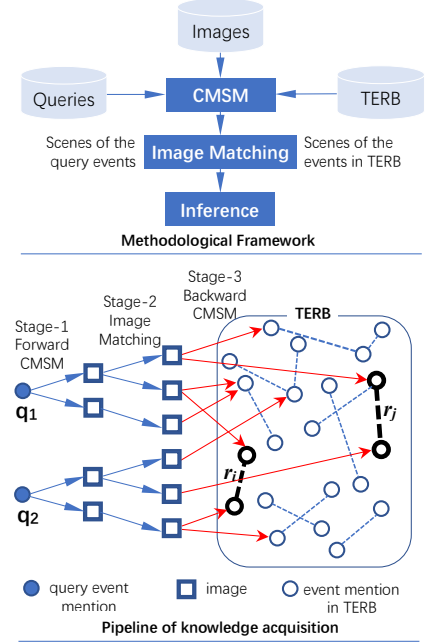 Images
Queries
CMSM
TERB
Scenes of the
query events
Image Matching
Scenes of the
events in TERB
Inference
Methodological Framework
Stage-1
Forward
CMSM
Stage-2
Image
Matching
Stage-3
Backward
CMSM
TERB
q1
q2
ri
rj
query event
mention
image
event mention
in TERB
Pipeline of knowledge acquisition